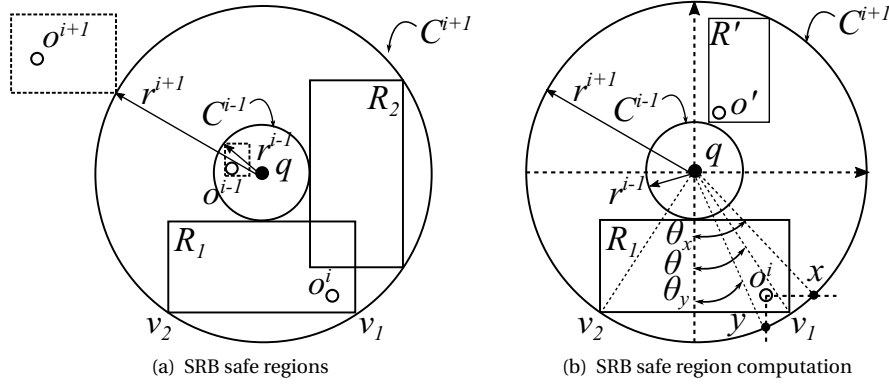 o^{i+1}
C^{i+1}
r^{i+1}
C^{i-1}
r^{i-1}
q
o^{i-1}
R_2
R_1
o^i
v_2
v_1
(a) SRB safe regions
C^{i+1}
R'
r^{i+1}
C^{i-1}
o'
q
r^{i-1}
R_1
θ_x
θ
θ_y
o^i
x
v_2
y
v_1
(b) SRB safe region computation